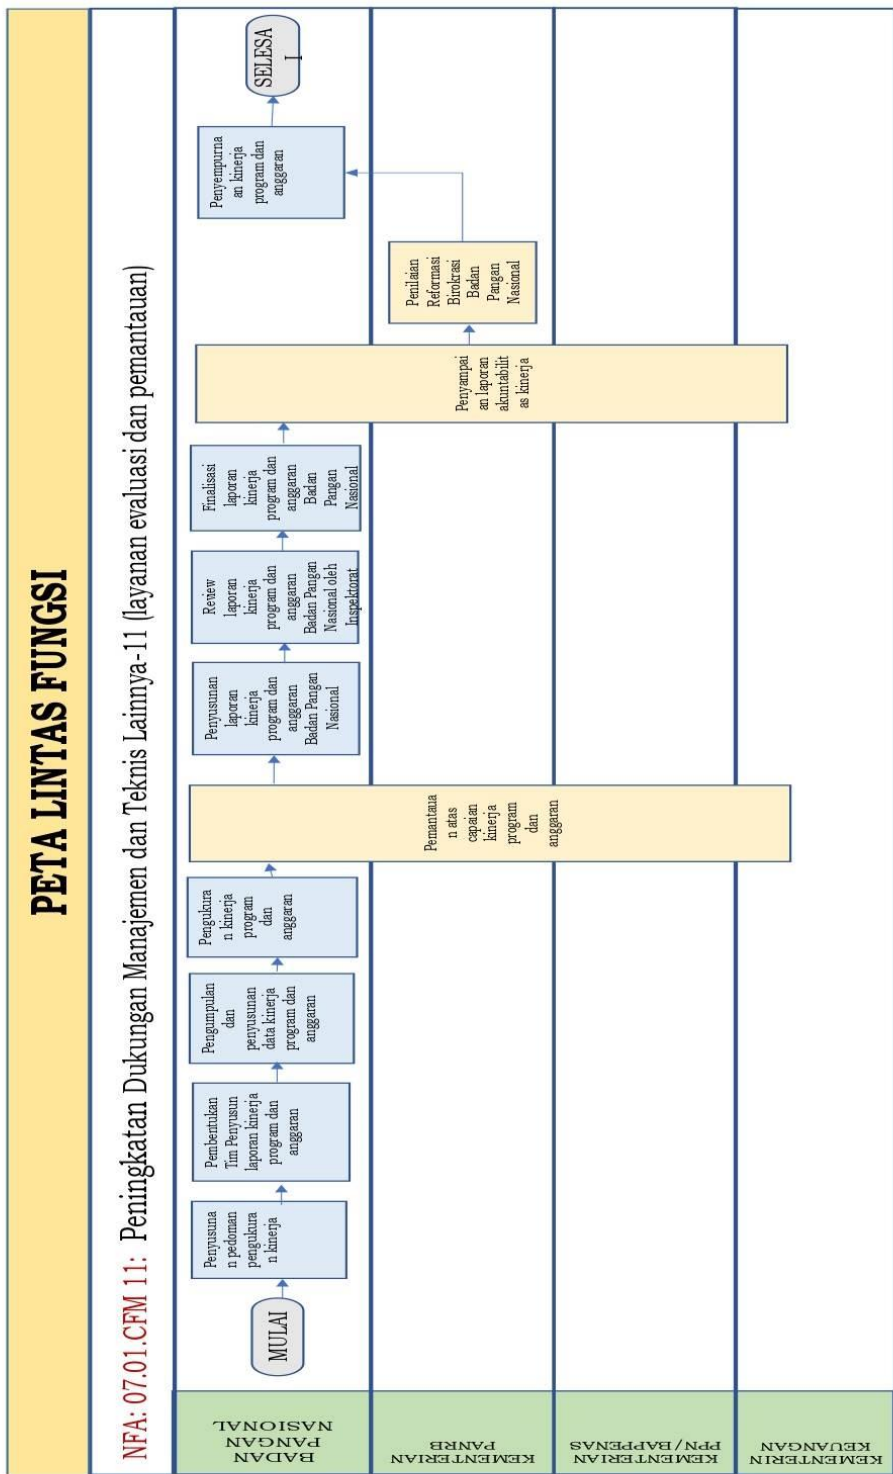 PETA LINTAS FUNGSI
NFA: 07.01.CFM 11: Peningkatan Dukungan Manajemen dan Teknis Lainnya-11 (layanan evaluasi dan pemantauan)
BADAN
PANGAN
NASIONAL
MULAI
Penyusuna
n pedoman
pengukura
n kinerja
Pembentukan
Tim Penyusun
laporan kinerja
program dan
anggaran
Pengumpulan
dan
penyusunan
data kinerja
program dan
anggaran
Pengukura
n kinerja
program
dan
anggaran
Pemantaua
n atas
capaian
kinerja
program
dan
anggaran
Penyusunan
laporan
kinerja
program dan
anggaran
Badan Pangan
Nasional
Review
laporan
kinerja
program dan
anggaran
Badan Pangan
Nasional oleh
Inspektorat
Finalisasi
laporan
kinerja
program dan
anggaran
Badan
Pangan
Nasional
Penyampai
an laporan
akuntabilit
as kinerja
Penilaian
Reformasi
Birokrasi
Badan
Pangan
Nasional
Penyempurna
an kinerja
program dan
anggaran
SELESA
I
KEMENTERIAN
PANRB
KEMENTERIAN
PPN/BAPPENAS
KEMENTERIN
KEUANGAN